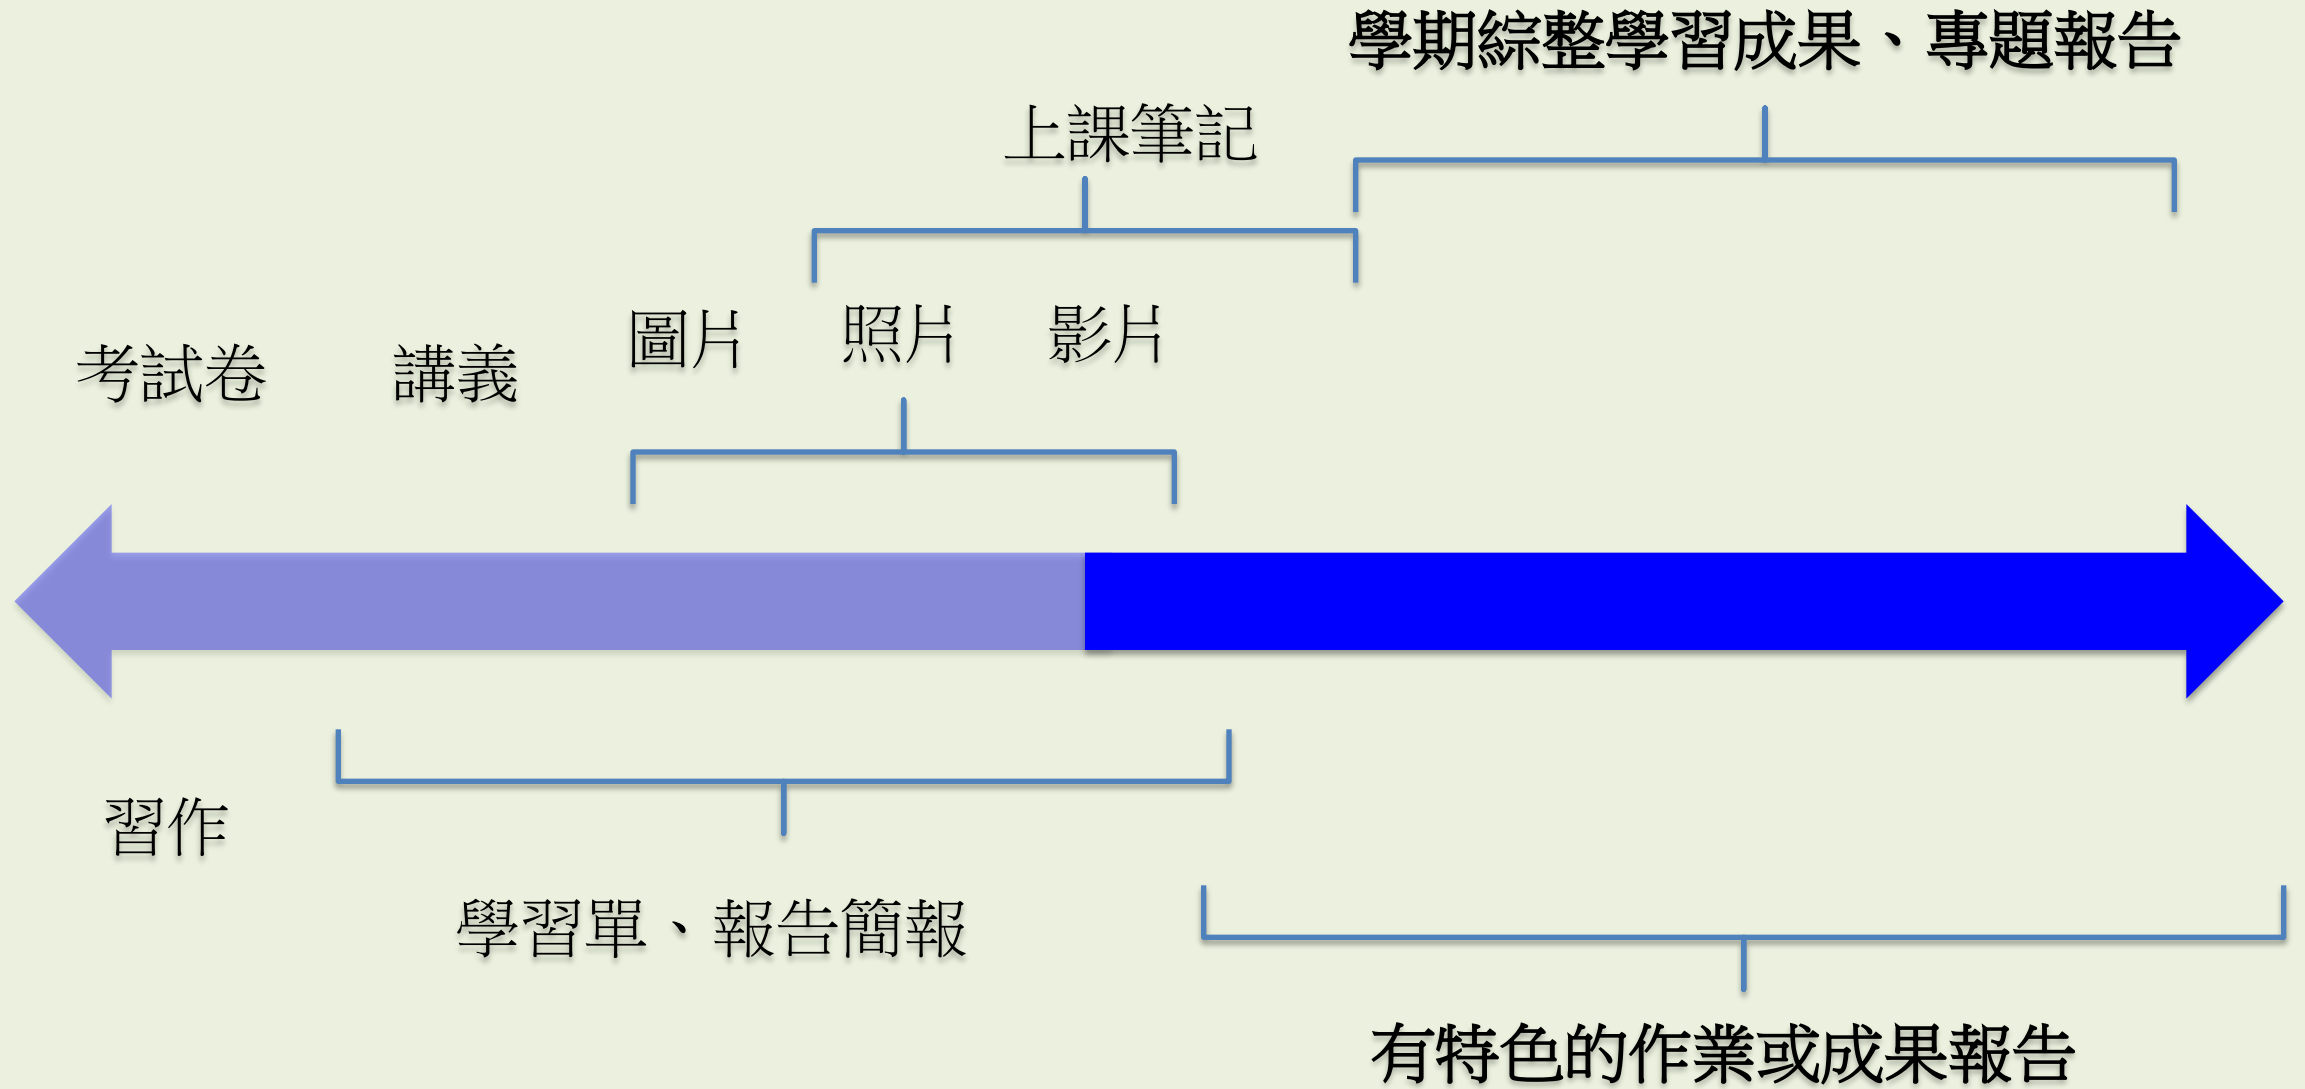 學期綜整學習成果、專題報告
上課筆記
圖片
照片
影片
考試卷
講義
習作
學習單、報告簡報
有特色的作業或成果報告